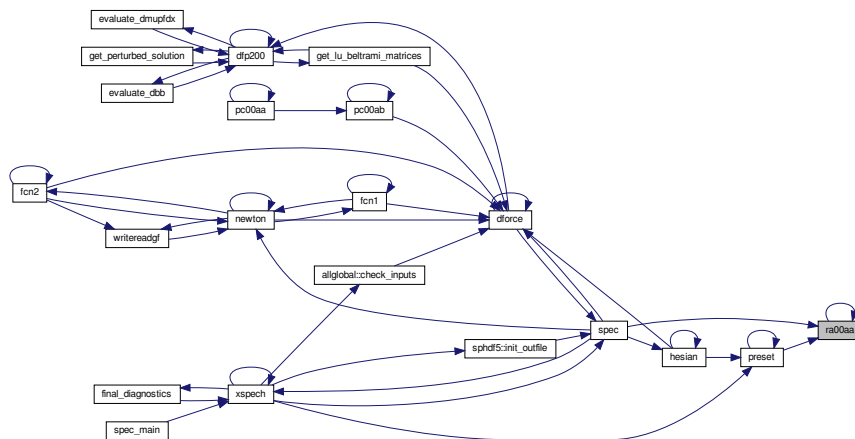 evaluate_dmupfdx
get_perturbed_solution
dfp200
get_lu_beltrami_matrices
evaluate_dbb
pc00aa
pc00ab
fcn2
fcn1
newton
dforce
writereadgf
allglobal::check_inputs
spec
ra00aa
sphdf5::init_outfile
hesian
preset
final_diagnostics
xspech
spec_main